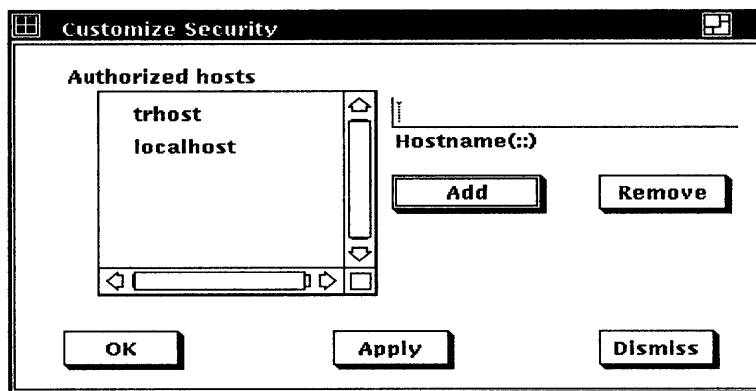 Customize Security
Authorized hosts
trhost
localhost
Hostname(::)
Add
Remove
OK
Apply
Dismiss